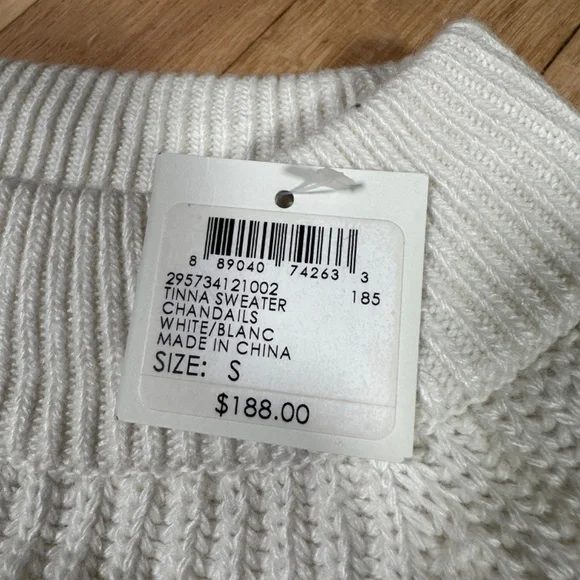 8 89040 74263 3
295734121002 185
TINNA SWEATER
CHANDAILS
WHITE/BLANC
MADE IN CHINA
SIZE: S
$188.00